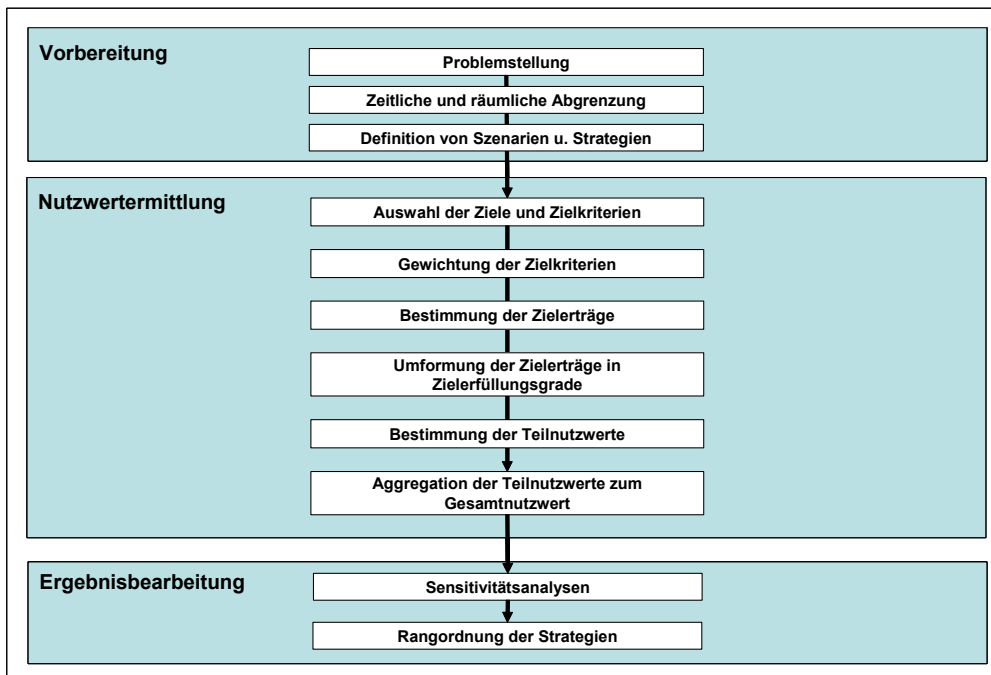 Vorbereitung
Problemstellung
Zeitliche und räumliche Abgrenzung
Definition von Szenarien u. Strategien
Nutzwertermittlung
Auswahl der Ziele und Zielkriterien
Gewichtung der Zielkriterien
Bestimmung der Zielerträge
Umformung der Zielerträge in
Zielerfüllungsgrade
Bestimmung der Teilnutzwerte
Aggregation der Teilnutzwerte zum
Gesamtnutzwert
Ergebnisbearbeitung
Sensitivitätsanalysen
Rangordnung der Strategien